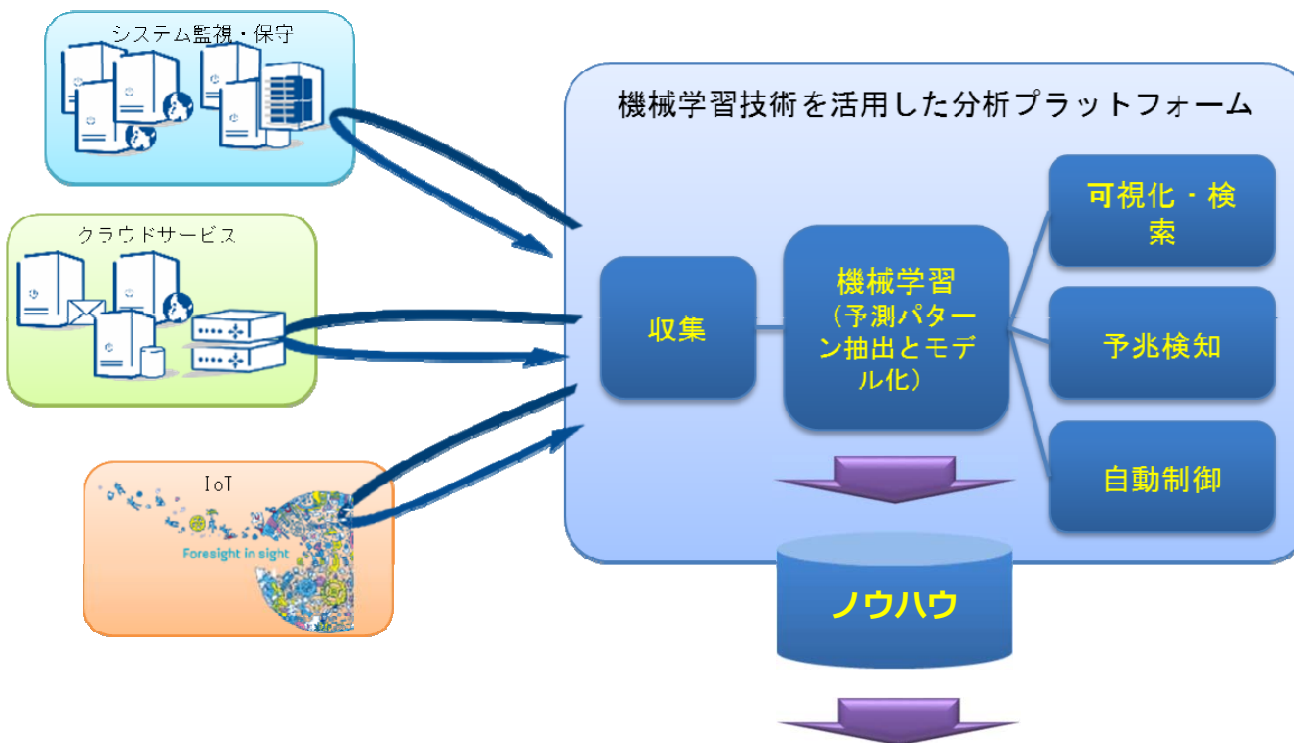 システム監視・保守
機械学習技術を活用した分析プラットフォーム
クラウドサービス
IoT
Foresight in sight
収集
機械学習
（予測パター
ン抽出とモデ
ル化）
可視化・検
索
予兆検知
自動制御
ノウハウ